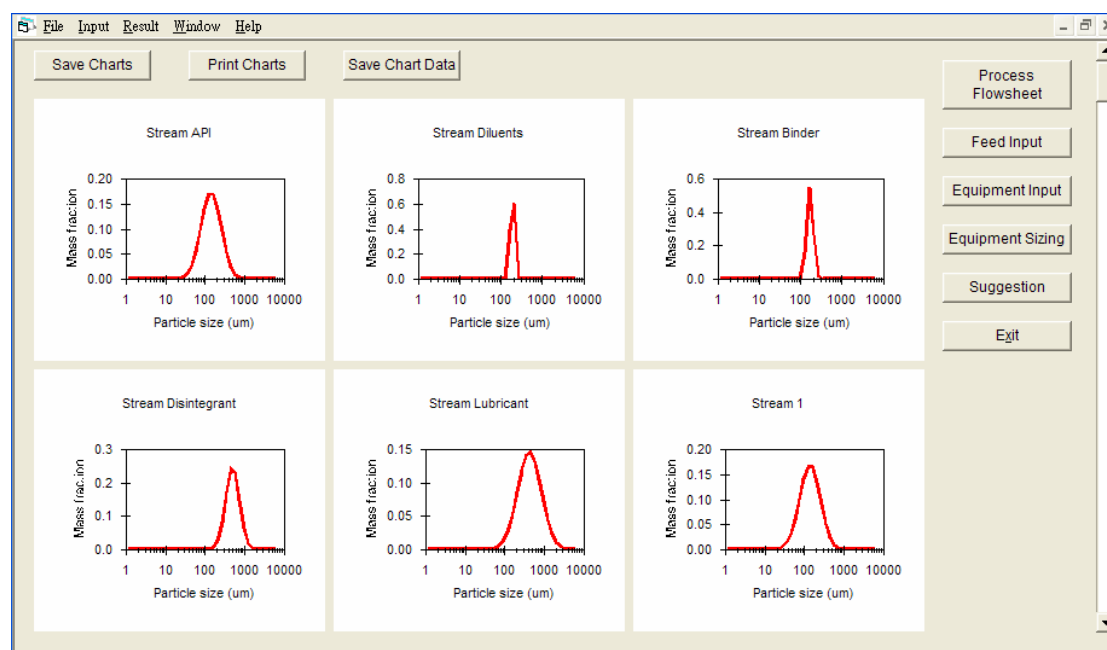 File Input Result Window Help
Save Charts Print Charts Save Chart Data
Process
Flowsheet
Feed Input
Equipment Input
Equipment Sizing
Suggestion
Exit
Stream API
Mass fraction
0.20
0.15
0.10
0.05
0.00
1 10 100 1000 10000
Particle size (um)
Stream Diluents
Mass fraction
0.8
0.6
0.4
0.2
0.0
1 10 100 1000 10000
Particle size (um)
Stream Binder
Mass fraction
0.6
0.4
0.2
0.0
1 10 100 1000 10000
Particle size (um)
Stream Disintegrant
Mass fraction
0.3
0.2
0.1
0.0
1 10 100 1000 10000
Particle size (um)
Stream Lubricant
Mass fraction
0.15
0.10
0.05
0.00
1 10 100 1000 10000
Particle size (um)
Stream 1
Mass fraction
0.20
0.15
0.10
0.05
0.00
1 10 100 1000 10000
Particle size (um)